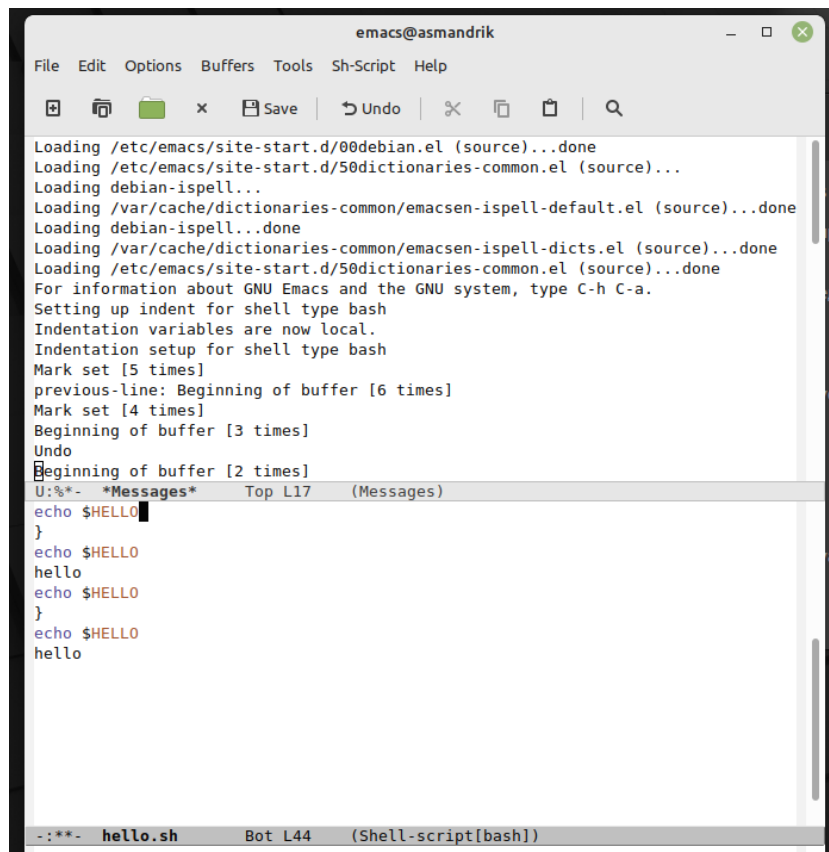 emacs@asmandrik
File Edit Options Buffers Tools Sh-Script Help
Save Undo
Loading /etc/emacs/site-start.d/00debian.el (source)...done
Loading /etc/emacs/site-start.d/50dictionaries-common.el (source)...
Loading debian-ispell...
Loading /var/cache/dictionaries-common/emacsen-ispell-default.el (source)...done
Loading debian-ispell...done
Loading /var/cache/dictionaries-common/emacsen-ispell-dicts.el (source)...done
Loading /etc/emacs/site-start.d/50dictionaries-common.el (source)...done
For information about GNU Emacs and the GNU system, type C-h C-a.
Setting up indent for shell type bash
Indentation variables are now local.
Indentation setup for shell type bash
Mark set [5 times]
previous-line: Beginning of buffer [6 times]
Mark set [4 times]
Beginning of buffer [3 times]
Undo
Beginning of buffer [2 times]
U:%*- *Messages* Top L17 (Messages)
echo $HELLO
}
echo $HELLO
hello
echo $HELLO
}
echo $HELLO
hello
-:**- hello.sh Bot L44 (Shell-script[bash])